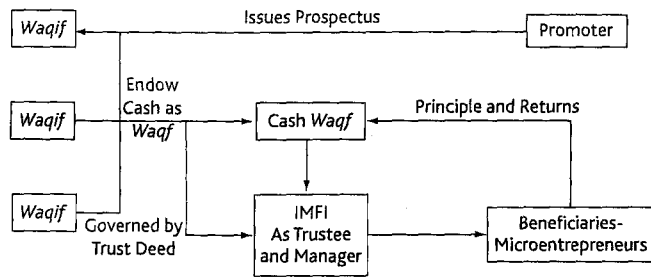 Issues Prospectus
Waqif
Promoter
Endow
Cash as
Waqf
Waqif
Cash Waqf
Principle and Returns
Waqif
Governed by
Trust Deed
IMFI
As Trustee
and Manager
Beneficiaries-
Microentrepreneurs